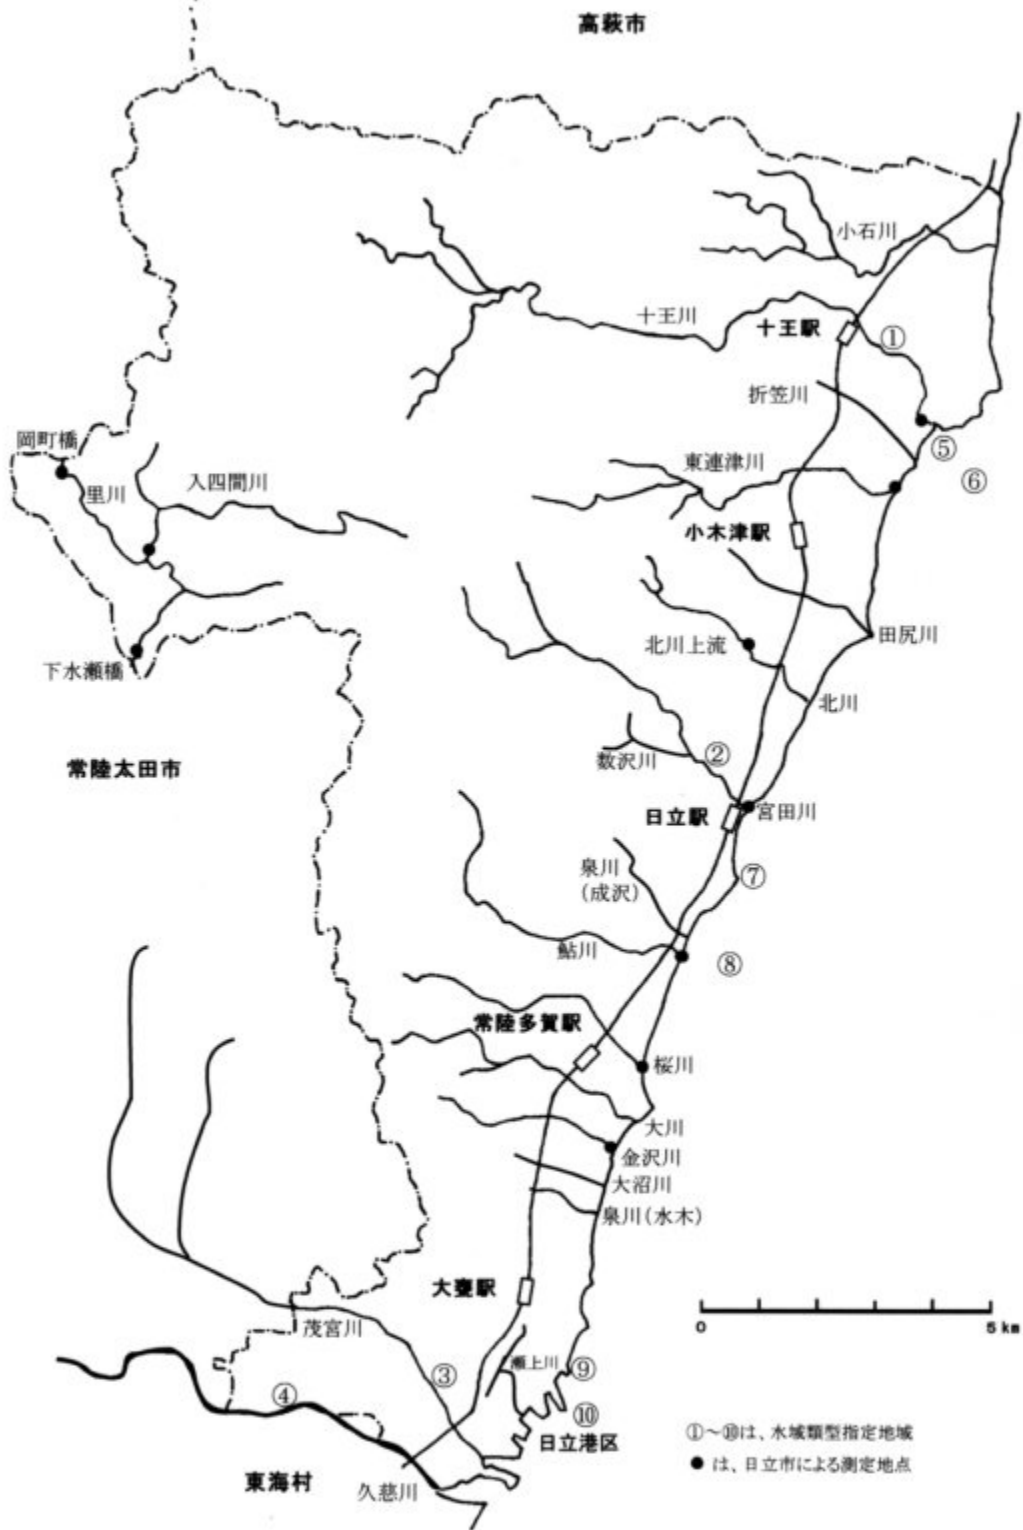 高萩市
小石川
十王川
十王駅
①
折笠川
岡町橋
⑤
東連津川
⑥
里川
入四間川
小木津駅
田尻川
北川上流
下水瀬橋
北川
②
数沢川
常陸太田市
日立駅
宮田川
泉川
(成沢)
⑦
鮎川
⑧
常陸多賀駅
桜川
大川
金沢川
大沼川
泉川(水木)
大甕駅
茂宮川
0
5 km
瀬上川
③
⑨
④
⑩
日立港区
①~⑩は、水域類型指定地域
● は、日立市による測定地点
東海村
久慈川